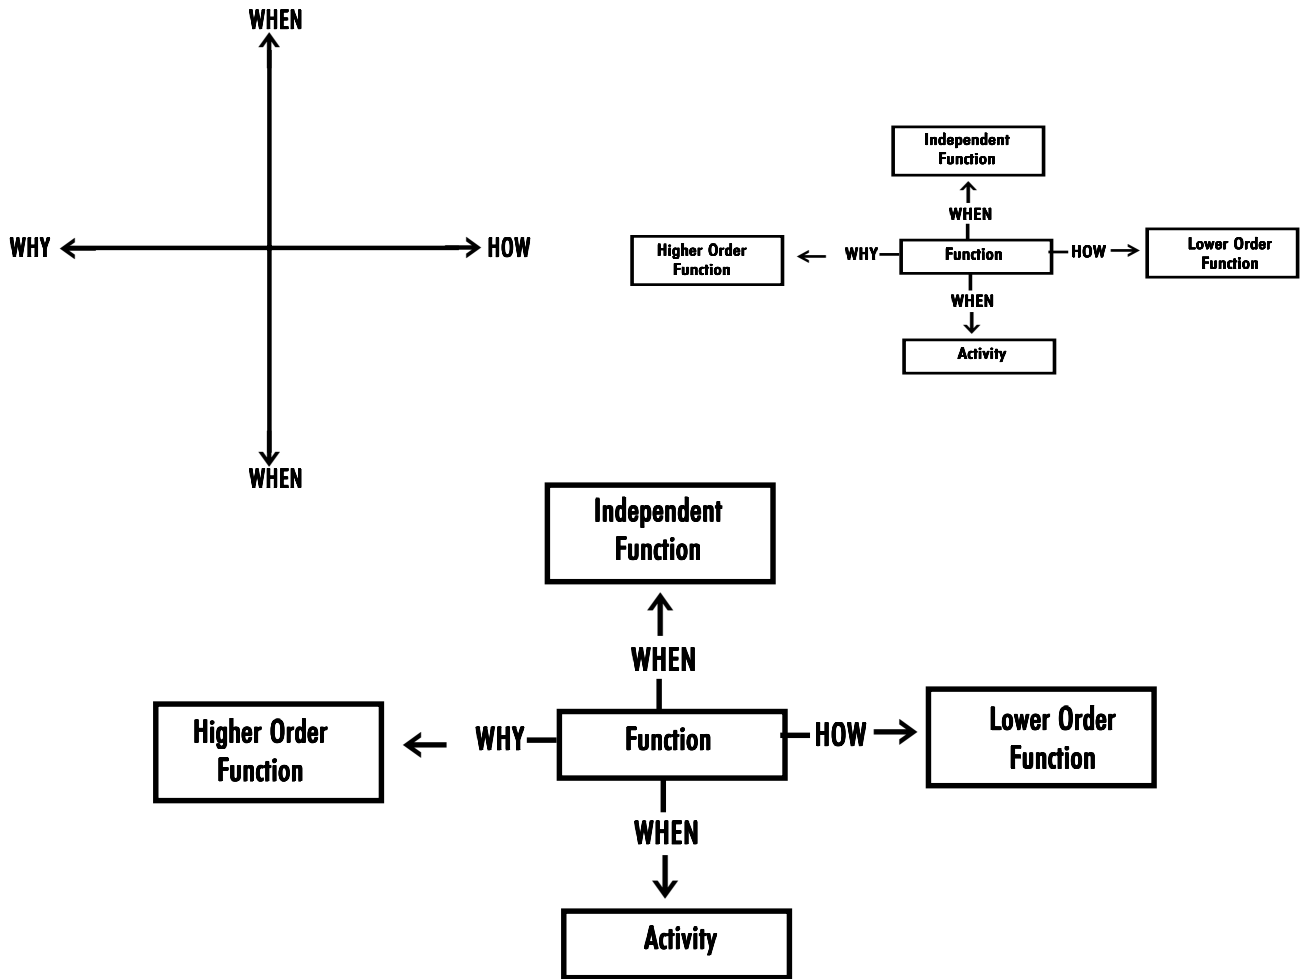 WHEN
WHY
HOW
WHEN
Independent
Function
WHEN
Higher Order
Function
WHY
Function
HOW
Lower Order
Function
WHEN
Activity
Independent
Function
WHEN
Higher Order
Function
WHY
Function
HOW
Lower Order
Function
WHEN
Activity